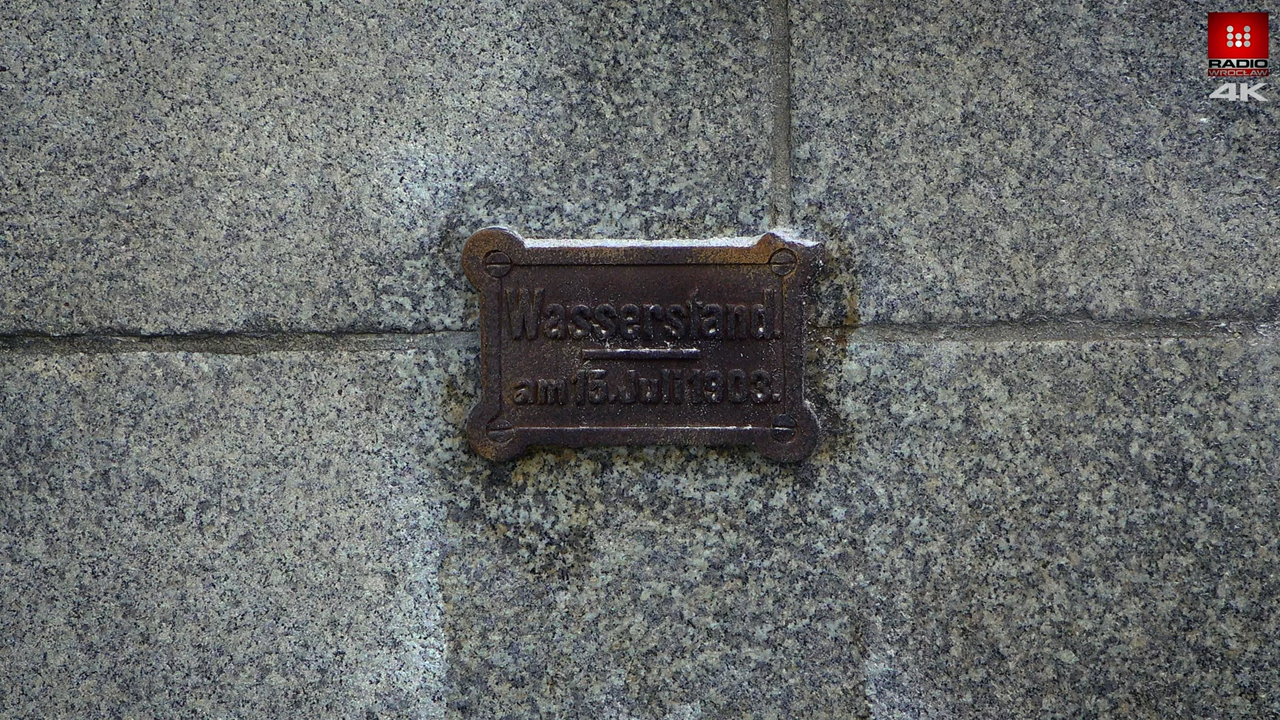 RADIO
WROCŁAW
4K
Wasserstand.
am 15. Juli 1903.